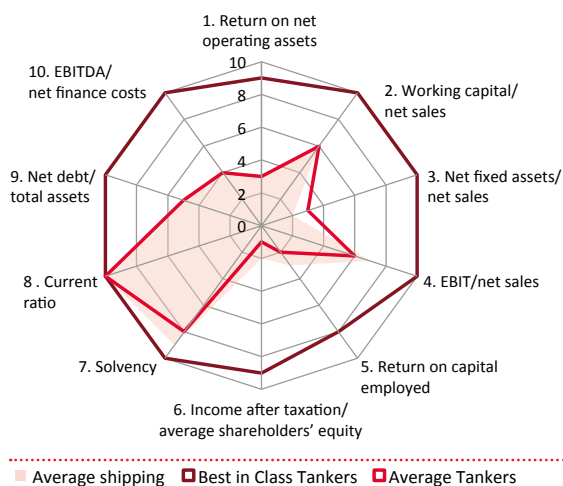 1. Return on net
operating assets
10
10. EBITDA/
net finance costs
8
2. Working capital/
net sales
6
4
9. Net debt/
total assets
2
3. Net fixed assets/
net sales
0
8 . Current
ratio
4. EBIT/net sales
7. Solvency
5. Return on capital
employed
6. Income after taxation/
average shareholders’ equity
Average shipping Best in Class Tankers Average Tankers